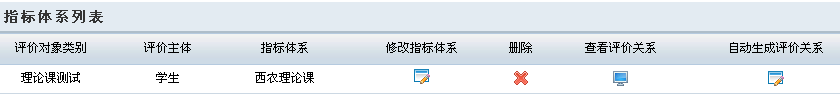 指标体系列表
评价对象类别 评价主体 指标体系 修改指标体系 删除 查看评价关系 自动生成评价关系
理论课测试 学生 西农理论课